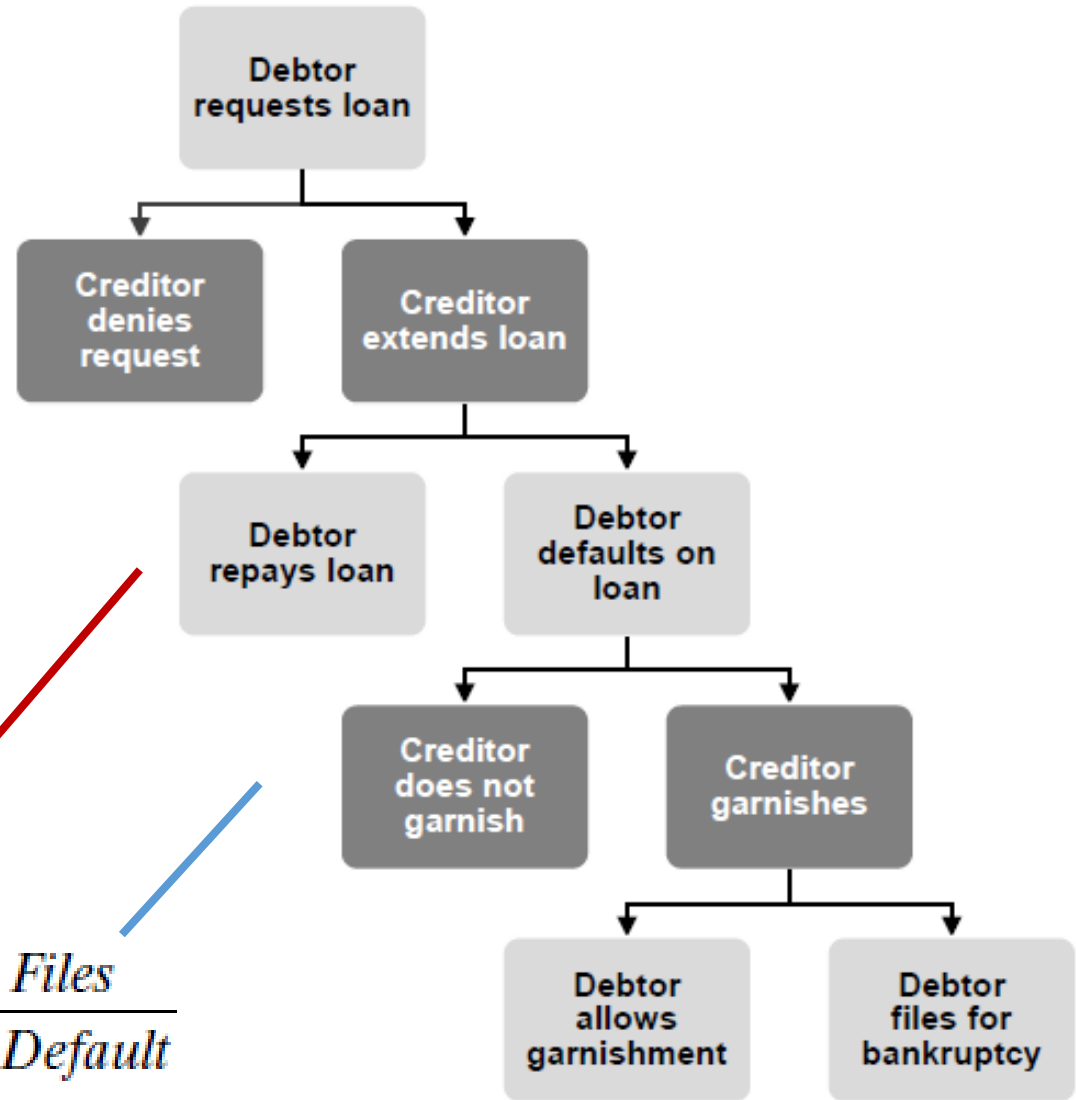 Debtor
requests loan
Creditor
denies
request
Creditor
extends loan
Debtor
repays loan
Debtor
defaults on
loan
Creditor
does not
garnish
Creditor
garnishes
Files
Default
Debtor
allows
garnishment
Debtor
files for
bankruptcy